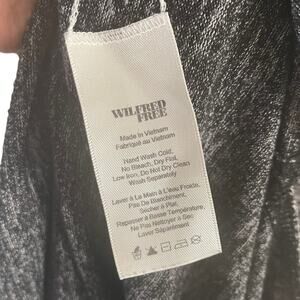 WILFRED
FREE
Made in Vietnam
Fabriqué au Vietnam
Hand Wash Cold,
No Bleach, Dry Flat,
Low Iron, Do Not Dry Clean
Wash Separately
Laver À La Main À L'eau Froide,
Pas De Blanchiment,
Sécher à Plat,
Repasser à Basse Température,
Ne Pas Nettoyer à Sec
Laver Séparément